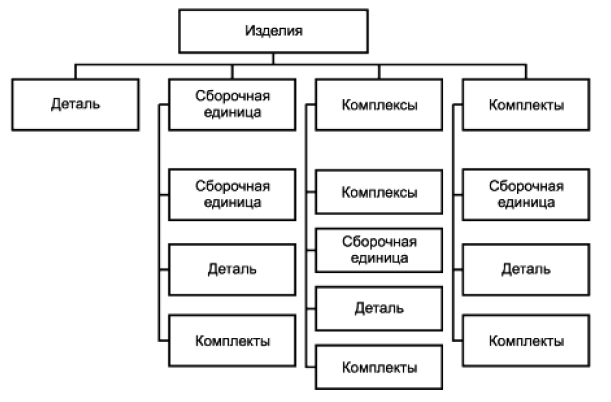 Изделия
Деталь
Сборочная
единица
Комплексы
Комплекты
Сборочная
единица
Деталь
Комплекты
Комплексы
Сборочная
единица
Деталь
Комплекты
Сборочная
единица
Деталь
Комплекты